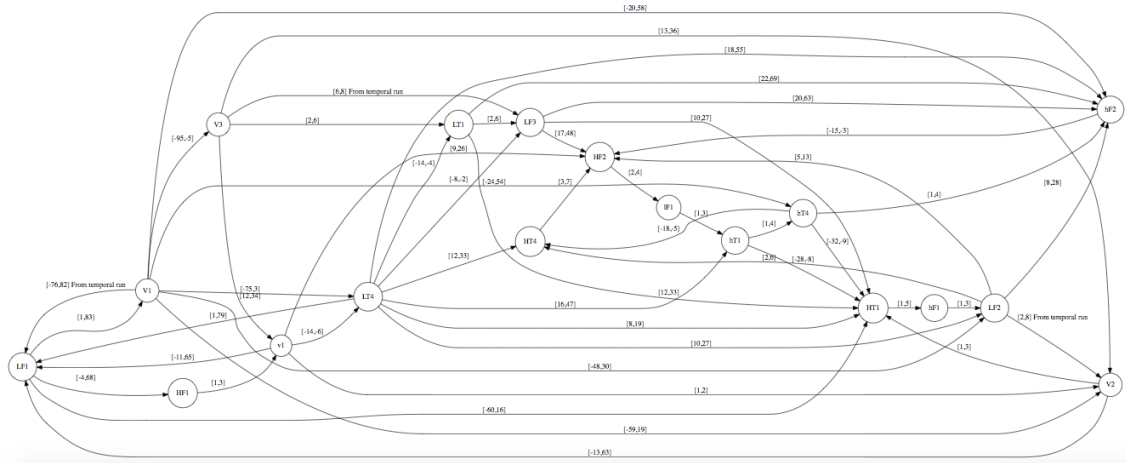 [-20,58]
[13,36]
[18,55]
[22,69]
[6,8] From temporal run
[20,63]
hF2
V3
[2,6]
LT1
[2,6]
LF3
[10,27]
[-95,-5]
[17,48]
[-15,-3]
[9,26]
HF2
[5,13]
[-14,-4]
[2,4]
[-8,-2]
[-24,54]
[3,7]
[8,28]
[1,4]
lF1
[1,3]
hT4
[-18,-5]
[1,4]
HT4
hT1
[-32,-9]
[12,33]
[2,6]
[-28,-8]
[-76,82] From temporal run
V1
[-75,3]
[12,34]
LT4
[12,33]
[16,47]
HT1
[1,5]
hF1
[1,3]
LF2
[1,83]
[1,79]
[8,19]
[2,8] From temporal run
[-14,-6]
v1
[10,27]
[1,3]
LF1
[-11,65]
[-48,30]
[-4,68]
[1,3]
HF1
[1,2]
V2
[-60,16]
[-59,19]
[-13,63]